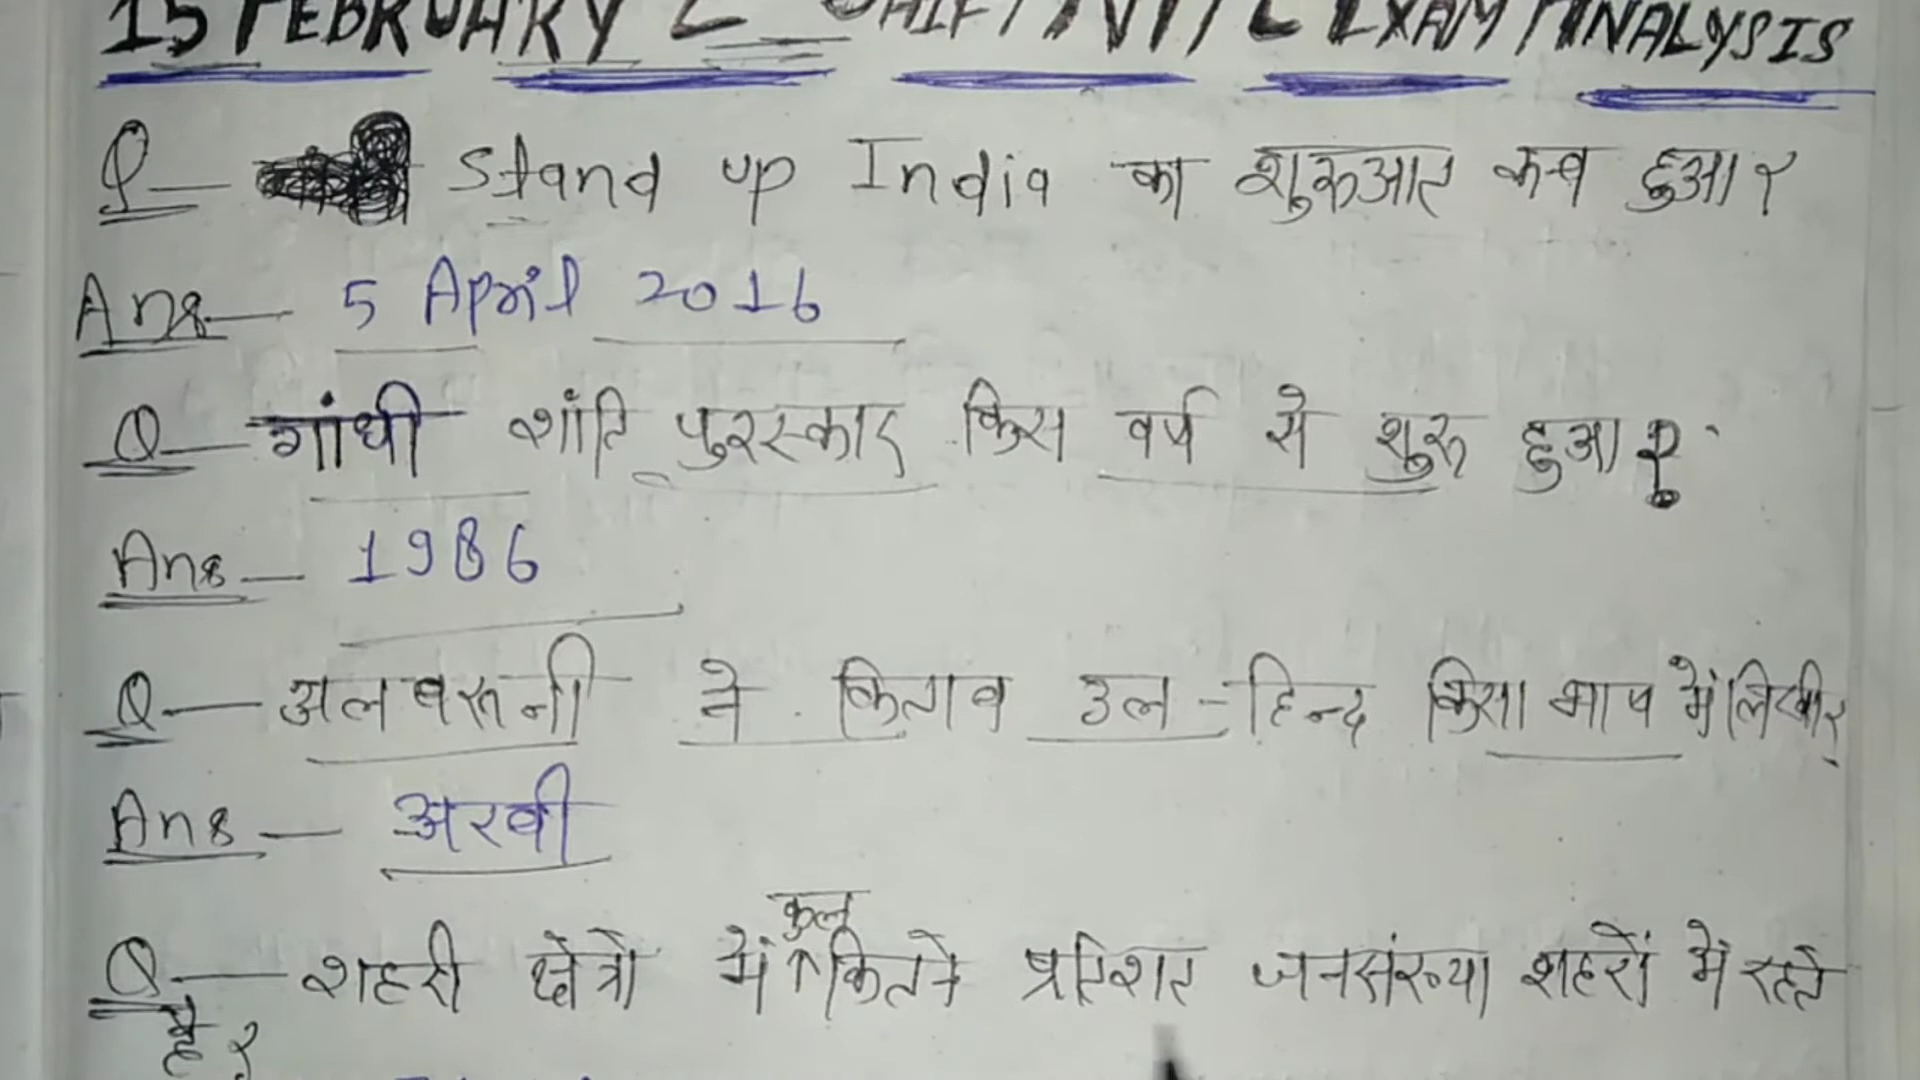 15 FEBRUARY 2 SHIFT NTPC EXAM ANALYSIS
Q- Stand up India का शुरुआत कब हुआ?
Ans- 5 April 2016
Q- गांधी शांति पुरस्कार किस वर्ष से शुरू हुआ?
Ans- 1986
Q- अलबरूनी ने किताब उल-हिन्द किस भाष में लिखी?
Ans- अरबी
कुल
Q- शहरी क्षेत्रो में ↑ कितने प्रतिशत जनसंख्या शहरों में रहते
है?